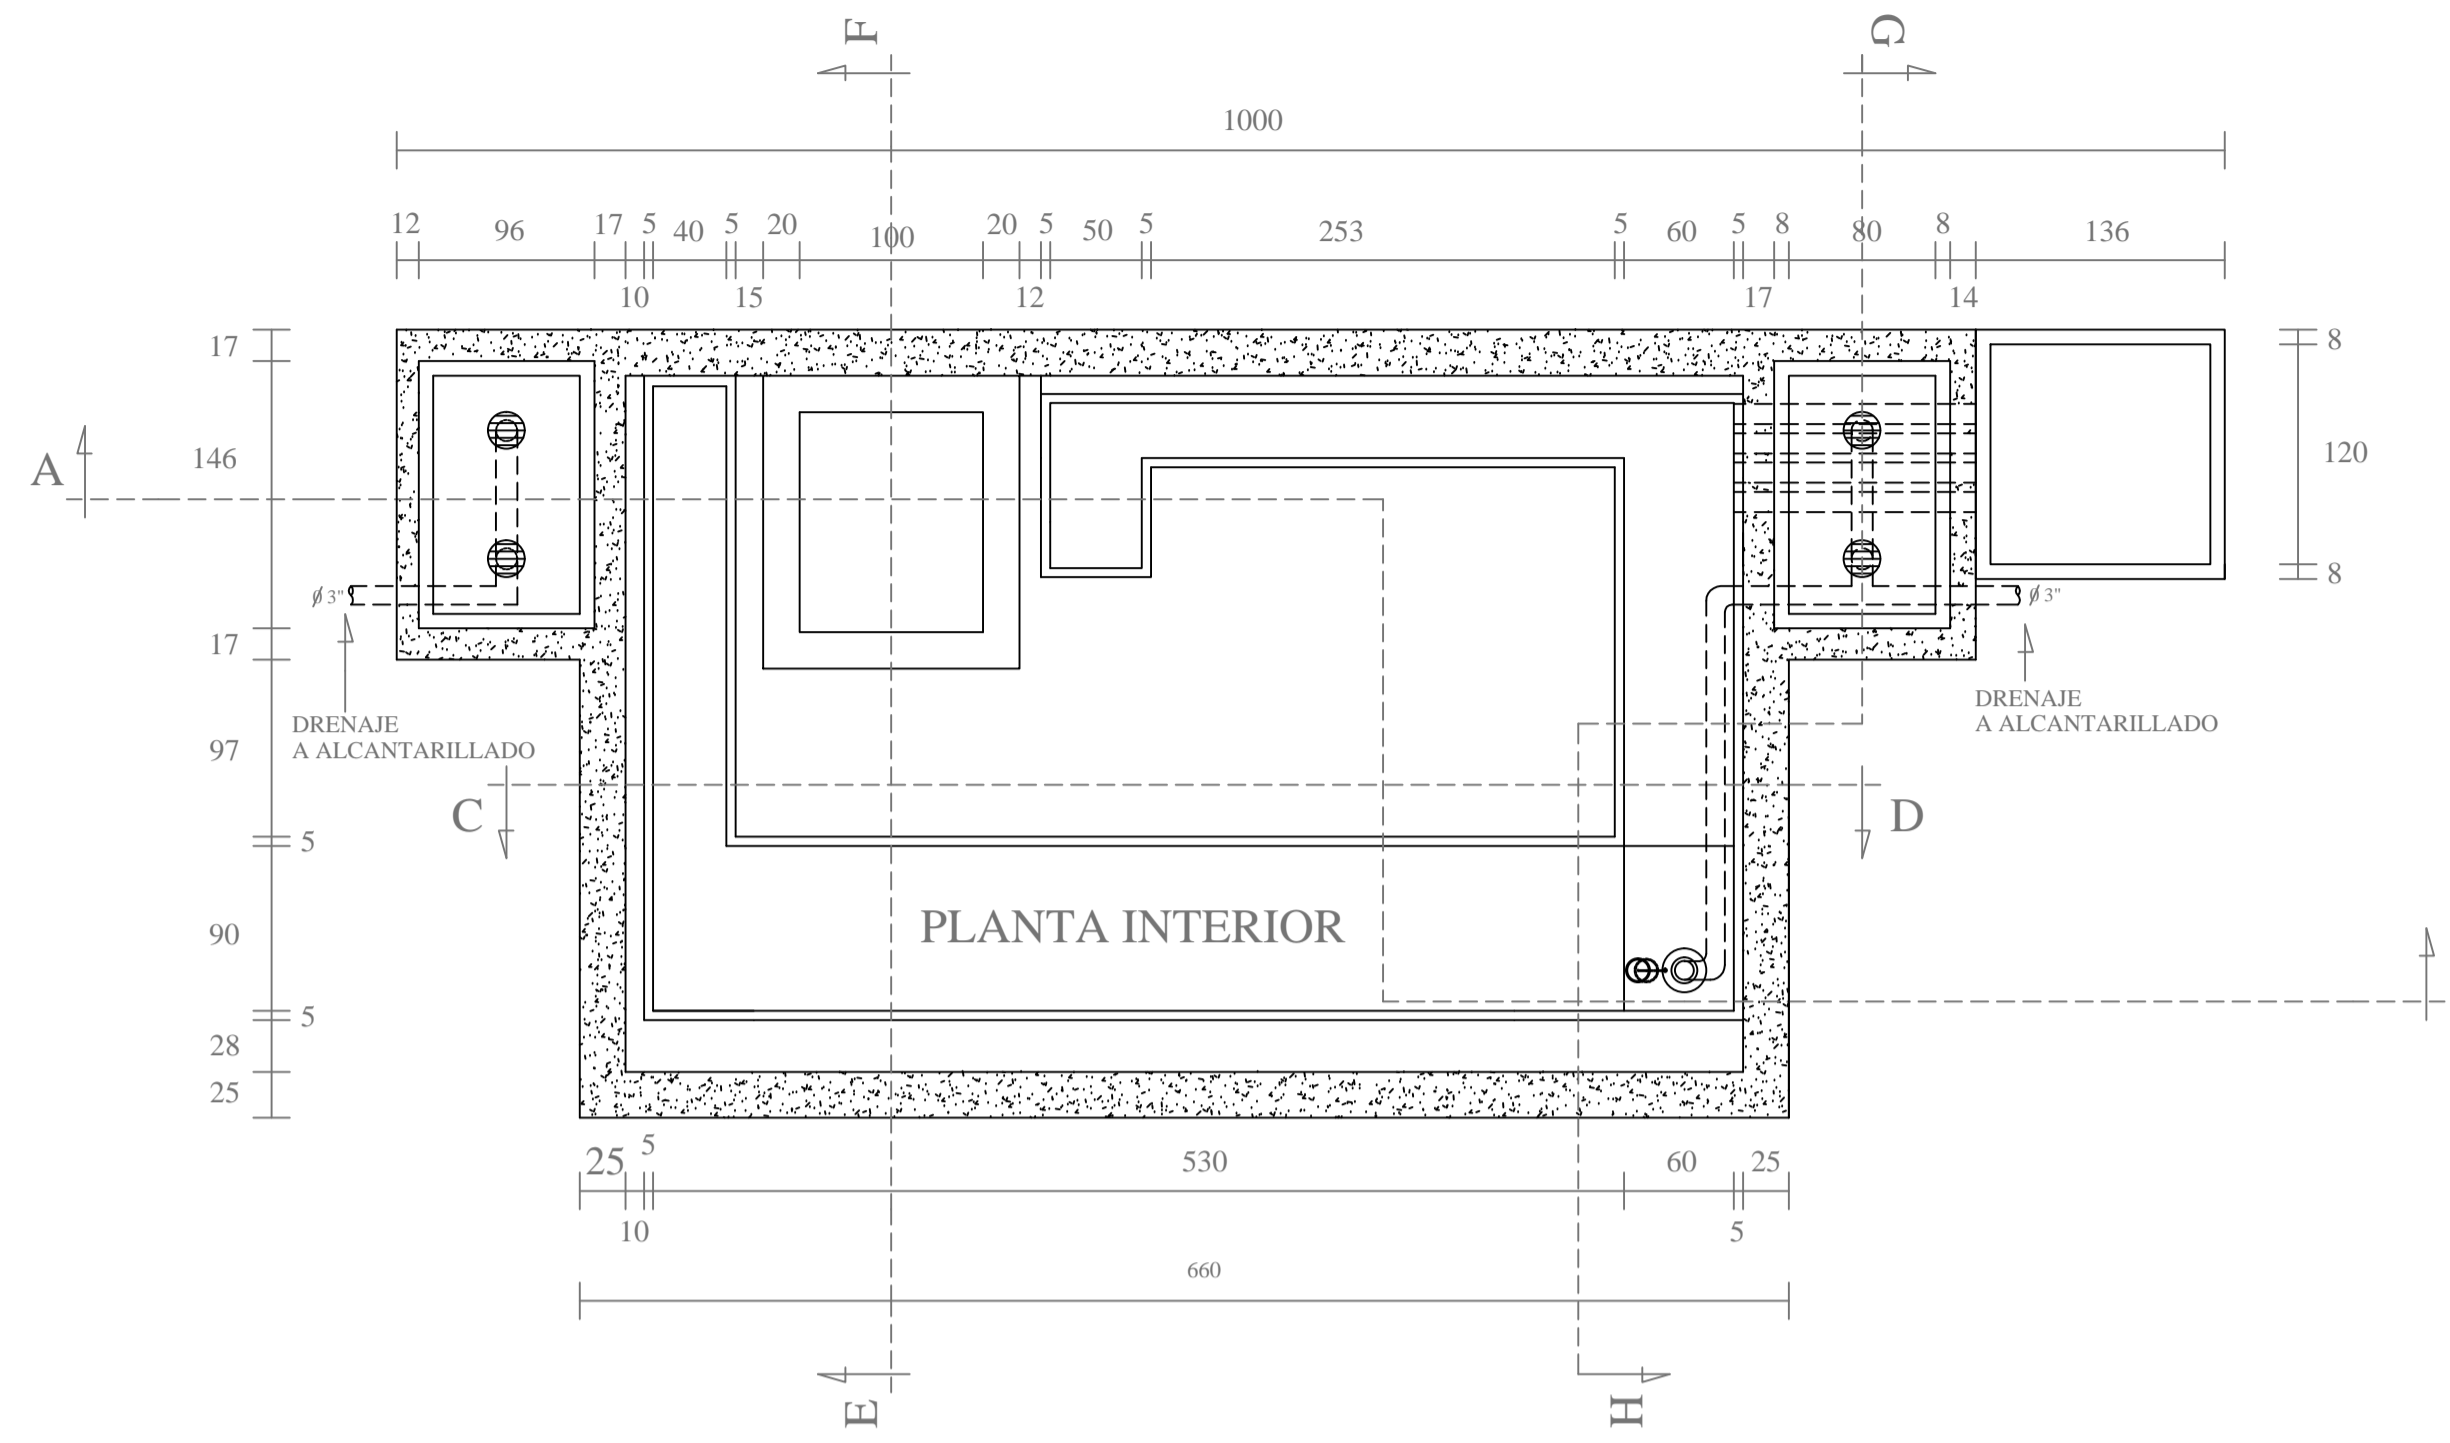 F
G
1000
12 96 17 5 40 5 20 100 20 5 50 5 253 5 60 5 8 80 8 136
10 15 12 17 14
17
8
A
146
120
8
Ø 3"
Ø 3"
17
DRENAJE
A ALCANTARILLADO
DRENAJE
A ALCANTARILLADO
97
C
D
5
90
PLANTA INTERIOR
5
28
25
25 5 530 60 25
10 5
660
E
H